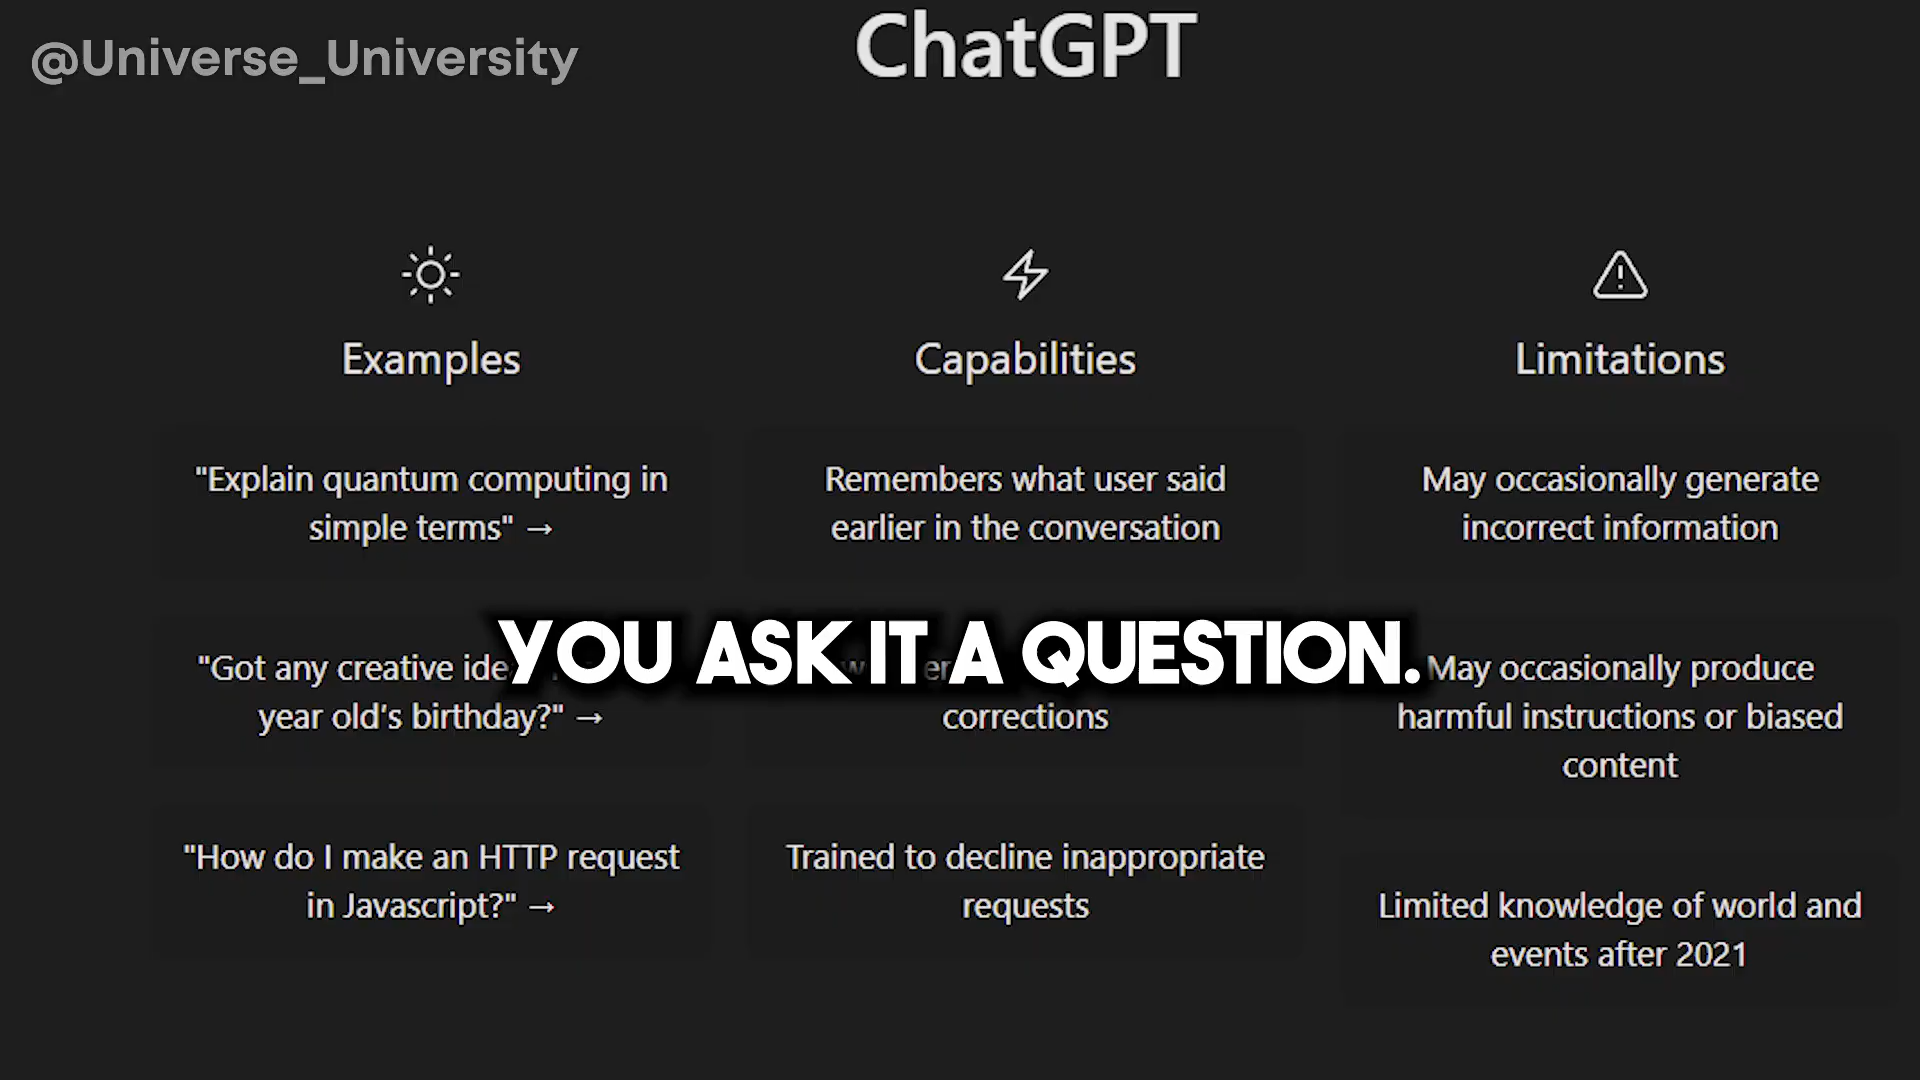 @Universe_University
ChatGPT
Examples
"Explain quantum computing in
simple terms" →
"Got any creative
year old's birthday?" →
"How do I make an HTTP request
in Javascript?" →
Capabilities
Remembers what user said
earlier in the conversation
corrections
Trained to decline inappropriate
requests
Limitations
May occasionally generate
incorrect information
May occasionally produce
harmful instructions or biased
content
Limited knowledge of world and
events after 2021
YOU ASK IT A QUESTION.